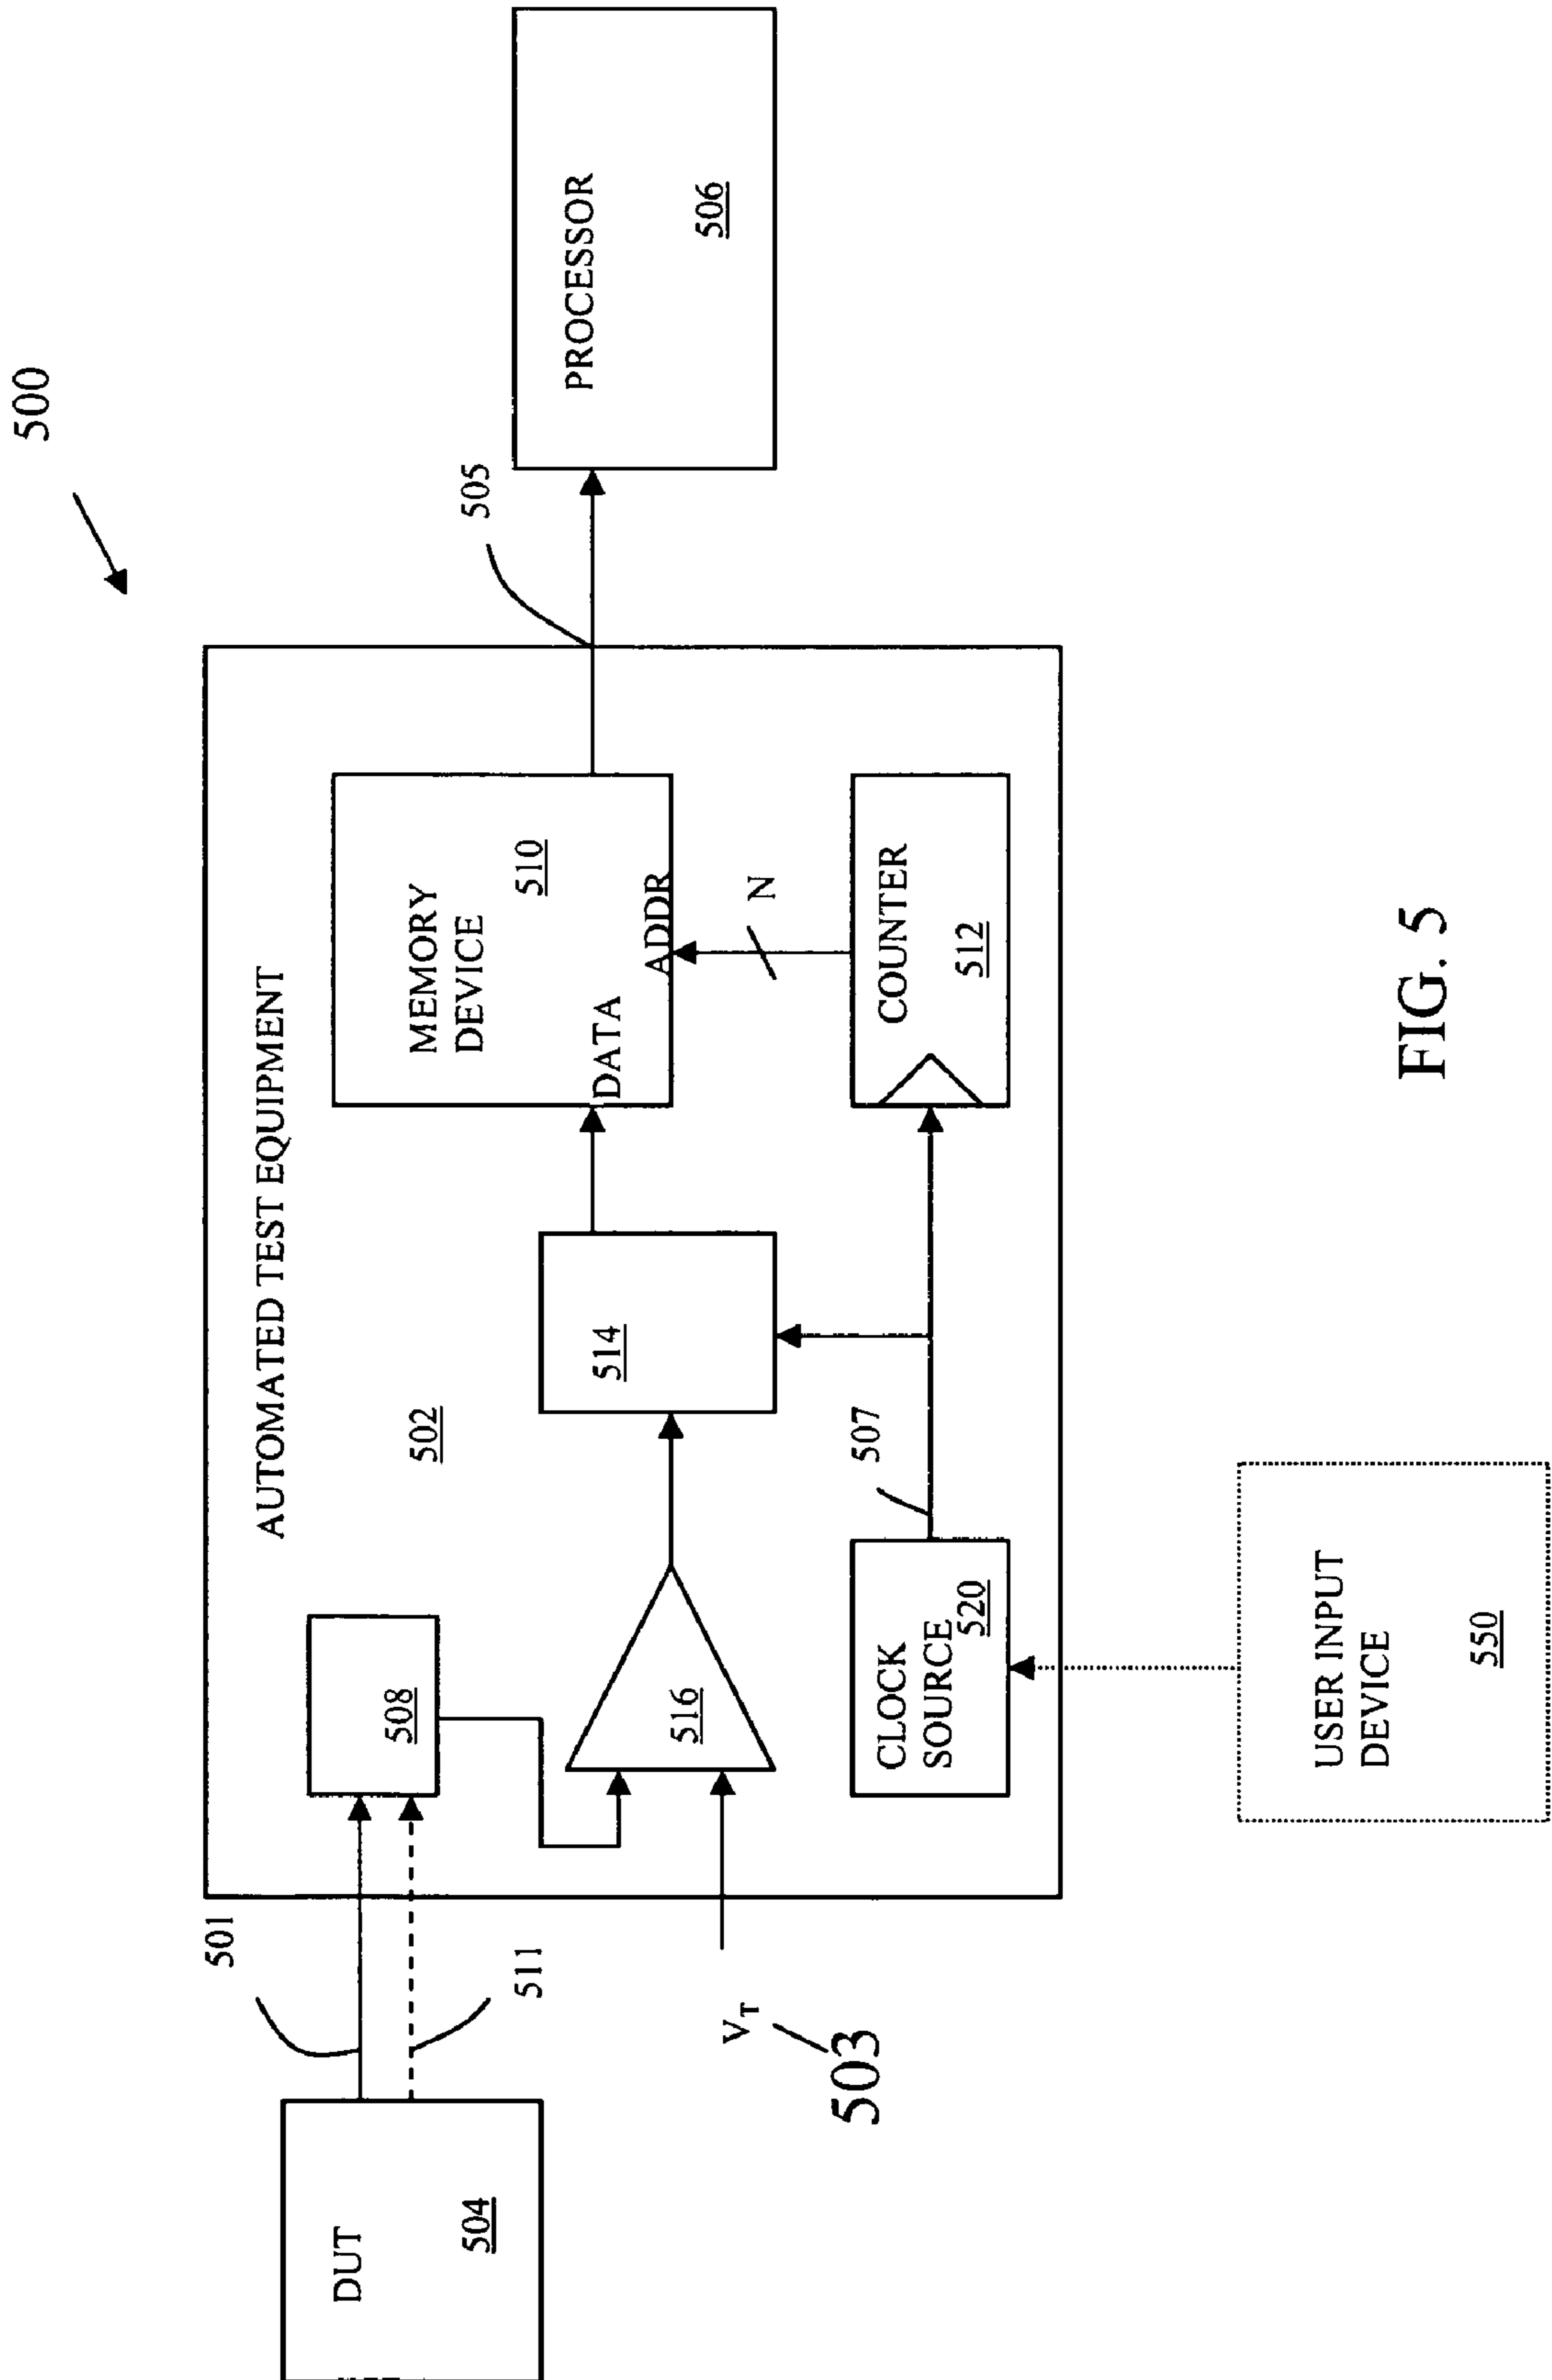 500
AUTOMATED TEST EQUIPMENT
501
511
DUT
504
508
502
MEMORY
DEVICE
510
DATA
ADDR
505
PROCESSOR
506
514
516
N
V_T
503
507
CLOCK
SOURCE
520
COUNTER
512
USER INPUT
DEVICE
550
FIG. 5